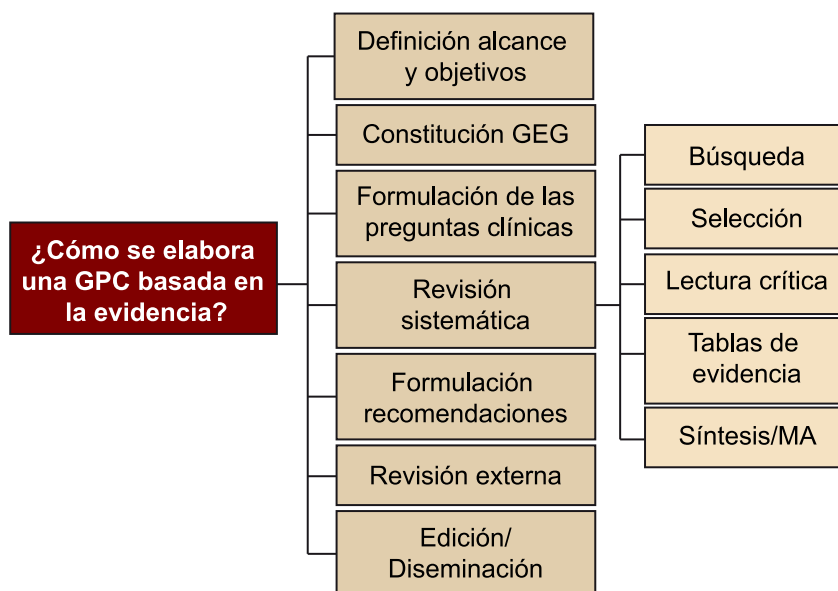 ¿Cómo se elabora
una GPC basada en
la evidencia?
Definición alcance
y objetivos
Constitución GEG
Formulación de las
preguntas clínicas
Revisión
sistemática
Formulación
recomendaciones
Revisión externa
Edición/
Diseminación
Búsqueda
Selección
Lectura crítica
Tablas de
evidencia
Síntesis/MA